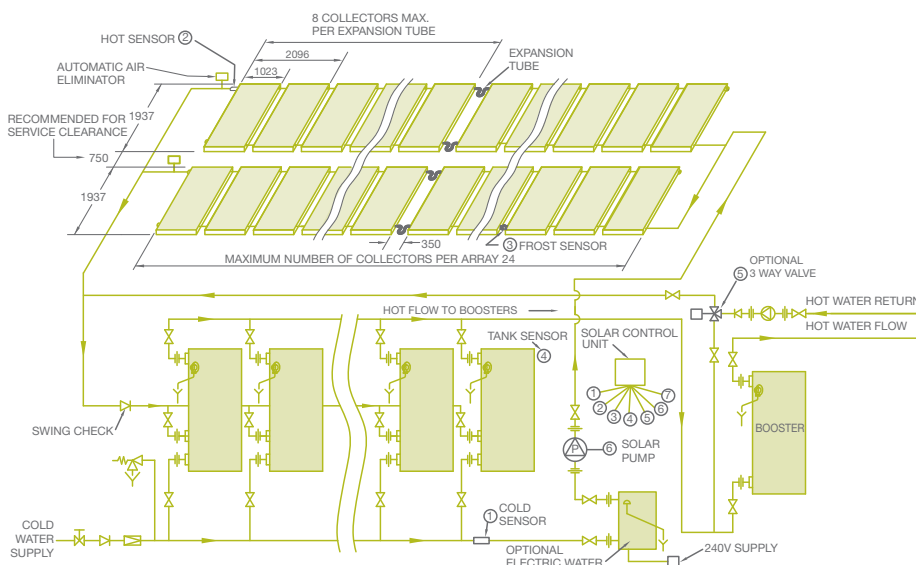 8 COLLECTORS MAX.
PER EXPANSION TUBE
HOT SENSOR 2
2096
EXPANSION
TUBE
AUTOMATIC AIR
ELIMINATOR
1023
1937
RECOMMENDED FOR
SERVICE CLEARANCE
750
1937
350
3 FROST SENSOR
MAXIMUM NUMBER OF COLLECTORS PER ARRAY 24
5 OPTIONAL
3 WAY VALVE
HOT WATER RETURN
HOT FLOW TO BOOSTERS
HOT WATER FLOW
TANK SENSOR
4
SOLAR CONTROL
UNIT
1
2
3
4
5
6
7
SWING CHECK
P
6 SOLAR
PUMP
BOOSTER
COLD
WATER
SUPPLY
1 COLD
SENSOR
OPTIONAL
ELECTRIC WATER
240V SUPPLY